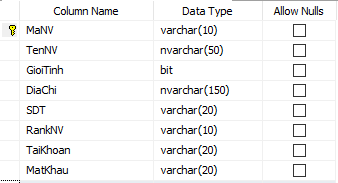 Column Name Data Type Allow Nulls
MaNV varchar(10)
TenNV nvarchar(50)
GioiTinh bit
DiaChi nvarchar(150)
SDT varchar(20)
RankNV varchar(10)
TaiKhoan varchar(20)
MatKhau varchar(20)